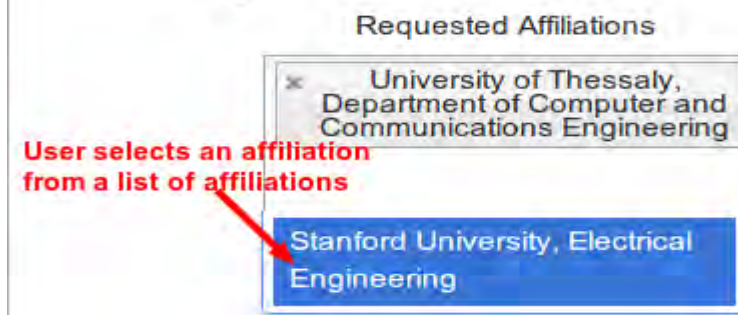 Requested Affiliations
University of Thessaly,
Department of Computer and
Communications Engineering
User selects an affiliation
from a list of affiliations
Stanford University, Electrical
Engineering